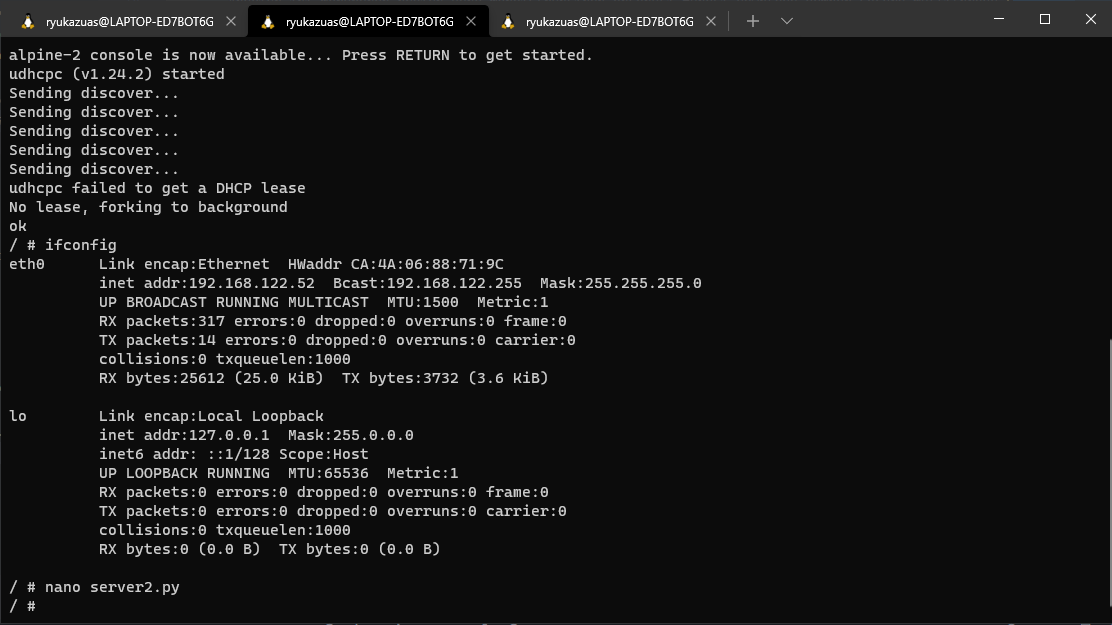 ryukazuas@LAPTOP-ED7BOT6G
ryukazuas@LAPTOP-ED7BOT6G
ryukazuas@LAPTOP-ED7BOT6G
alpine-2 console is now available... Press RETURN to get started.
udhcpc (v1.24.2) started
Sending discover...
Sending discover...
Sending discover...
Sending discover...
Sending discover...
udhcpc failed to get a DHCP lease
No lease, forking to background
ok
/ # ifconfig
eth0      Link encap:Ethernet  HWaddr CA:4A:06:88:71:9C
          inet addr:192.168.122.52  Bcast:192.168.122.255  Mask:255.255.255.0
          UP BROADCAST RUNNING MULTICAST  MTU:1500  Metric:1
          RX packets:317 errors:0 dropped:0 overruns:0 frame:0
          TX packets:14 errors:0 dropped:0 overruns:0 carrier:0
          collisions:0 txqueuelen:1000
          RX bytes:25612 (25.0 KiB)  TX bytes:3732 (3.6 KiB)

lo        Link encap:Local Loopback
          inet addr:127.0.0.1  Mask:255.0.0.0
          inet6 addr: ::1/128 Scope:Host
          UP LOOPBACK RUNNING  MTU:65536  Metric:1
          RX packets:0 errors:0 dropped:0 overruns:0 frame:0
          TX packets:0 errors:0 dropped:0 overruns:0 carrier:0
          collisions:0 txqueuelen:1000
          RX bytes:0 (0.0 B)  TX bytes:0 (0.0 B)

/ # nano server2.py
/ #